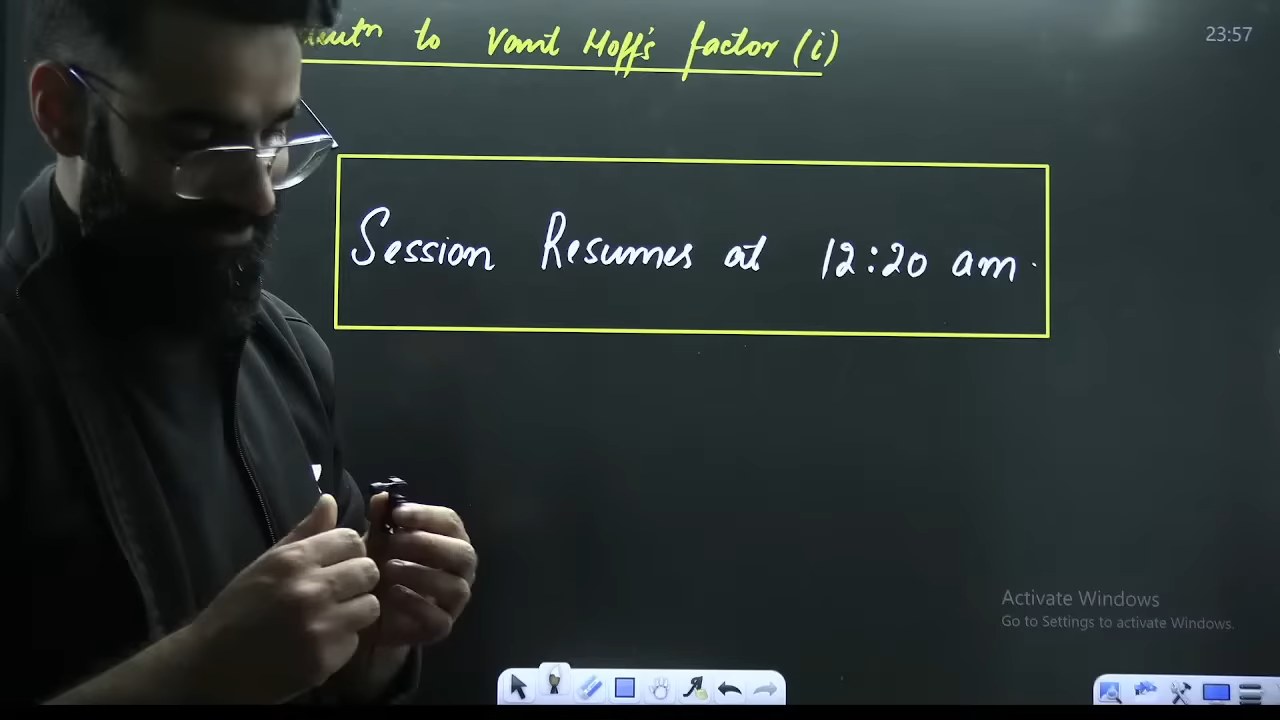 to Vant Hoff's factor (i)
23:57
Session Resumes at 12:20 am.
Activate Windows
Go to Settings to activate Windows.